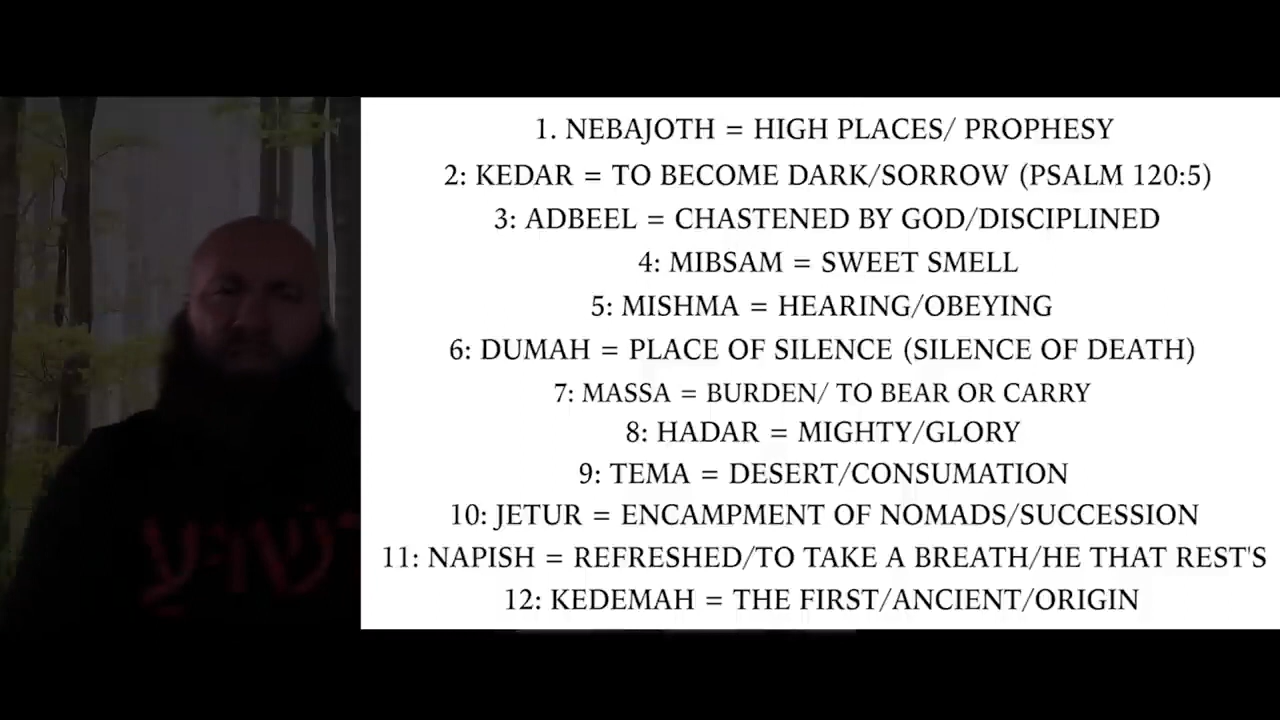 1. NEBAJOTH = HIGH PLACES/ PROPHESY
2: KEDAR = TO BECOME DARK/SORROW (PSALM 120:5)
3: ADBEEL = CHASTENED BY GOD/DISCIPLINED
4: MIBSAM = SWEET SMELL
5: MISHMA = HEARING/OBEYING
6: DUMAH = PLACE OF SILENCE (SILENCE OF DEATH)
7: MASSA = BURDEN/ TO BEAR OR CARRY
8: HADAR = MIGHTY/GLORY
9: TEMA = DESERT/CONSUMATION
10: JETUR = ENCAMPMENT OF NOMADS/SUCCESSION
11: NAPISH = REFRESHED/TO TAKE A BREATH/HE THAT REST'S
12: KEDEMAH = THE FIRST/ANCIENT/ORIGIN